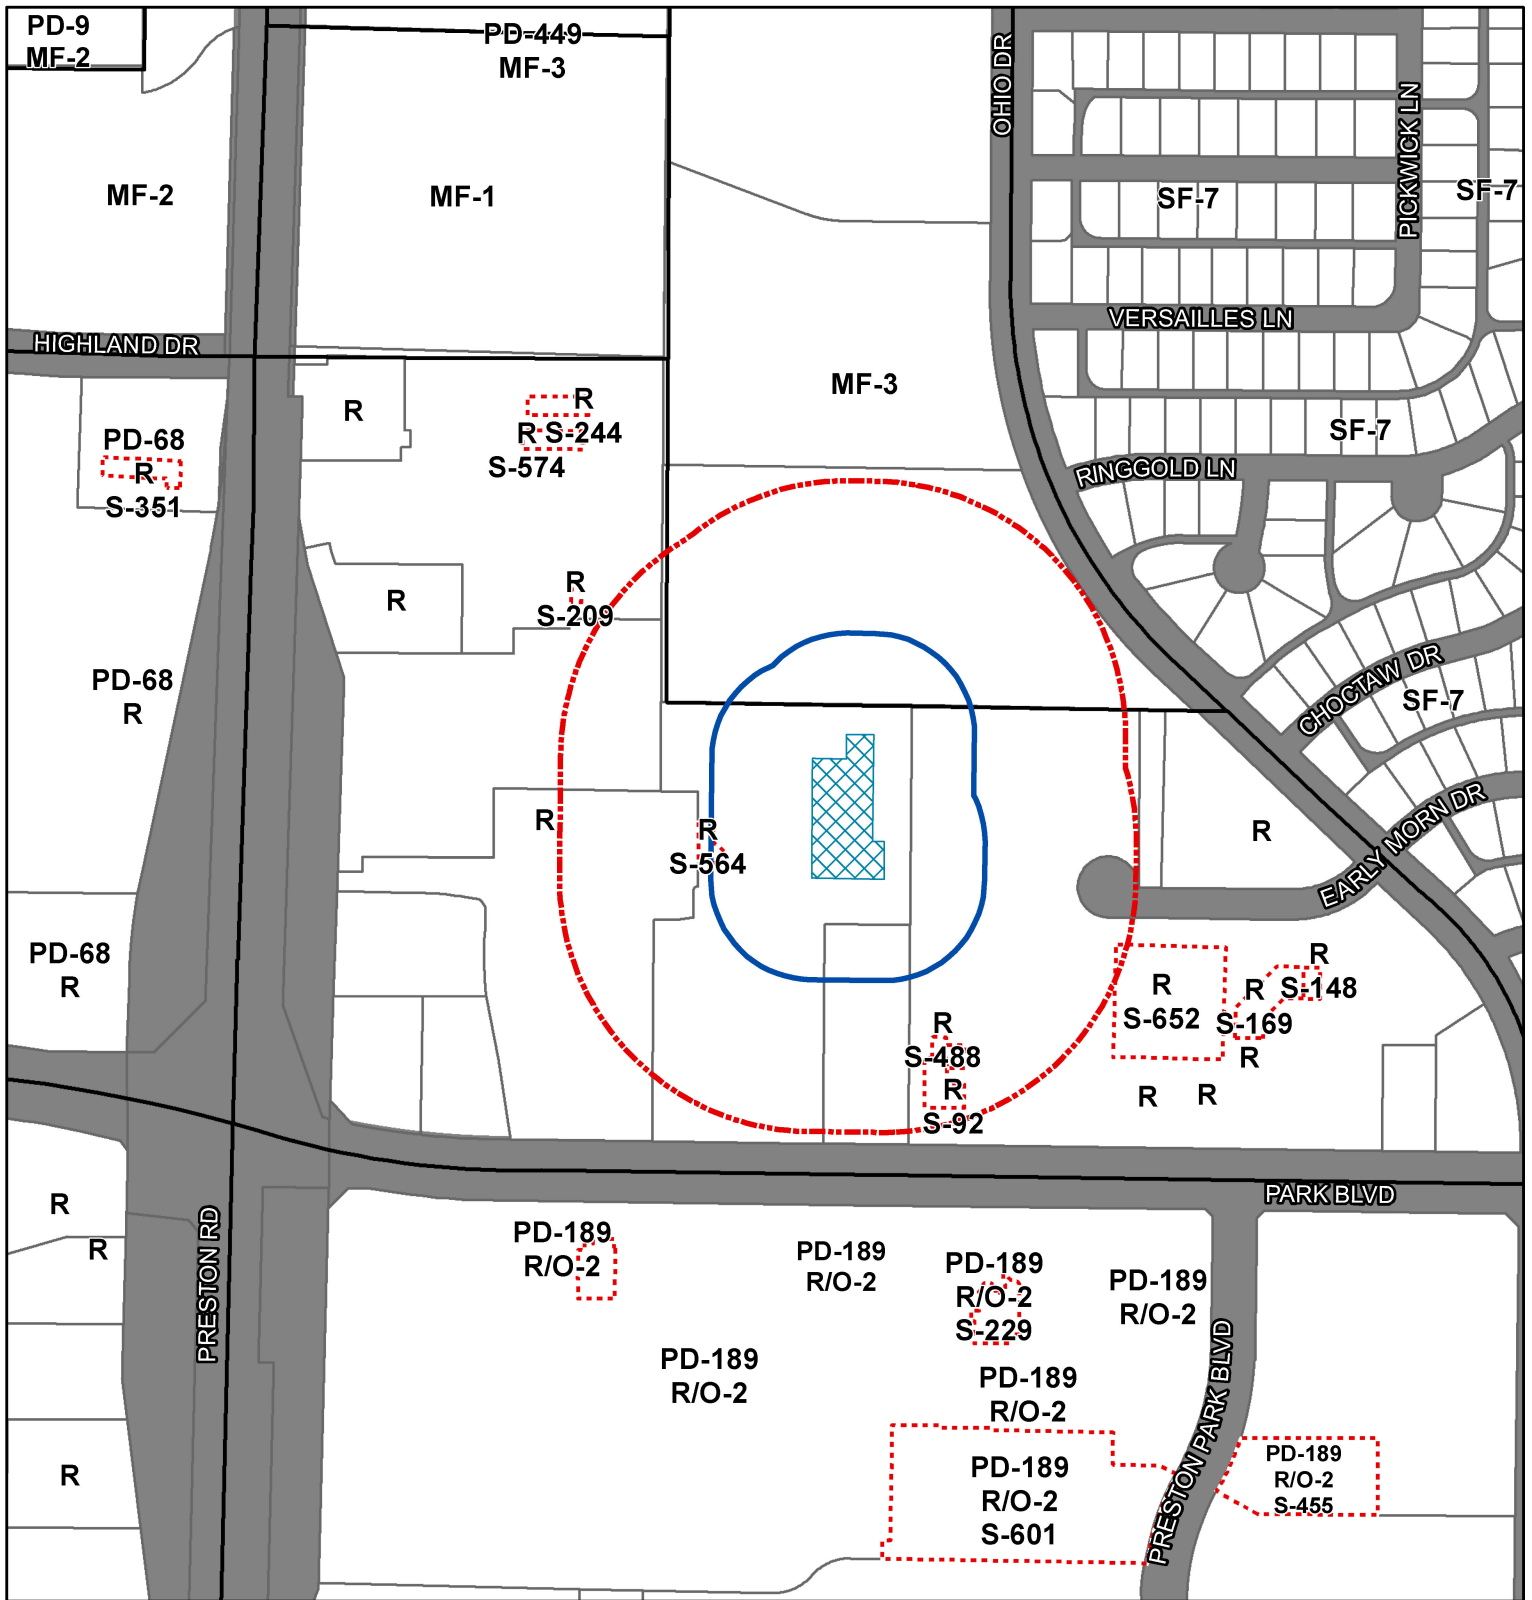 PD-9
MF-2
PD-449
MF-3
OHIO DR
PICKWICK LN
MF-2
MF-1
SF-7
SF-7
VERSAILLES LN
HIGHLAND DR
MF-3
R
R
R S-244
S-574
PD-68
R
S-351
SF-7
RINGGOLD LN
R
S-209
R
PD-68
R
CHOCTAW DR
SF-7
R
R
S-564
R
EARLY MORN DR
PD-68
R
R
S-652
R
S-148
R
S-169
R
R
R
R
S-488
R
S-92
PARK BLVD
R
R
PRESTON RD
PD-189
R/O-2
PD-189
R/O-2
PD-189
R/O-2
S-229
PD-189
R/O-2
PD-189
R/O-2
PD-189
R/O-2
PRESTON PARK BLVD
R
PD-189
R/O-2
S-601
PD-189
R/O-2
S-455